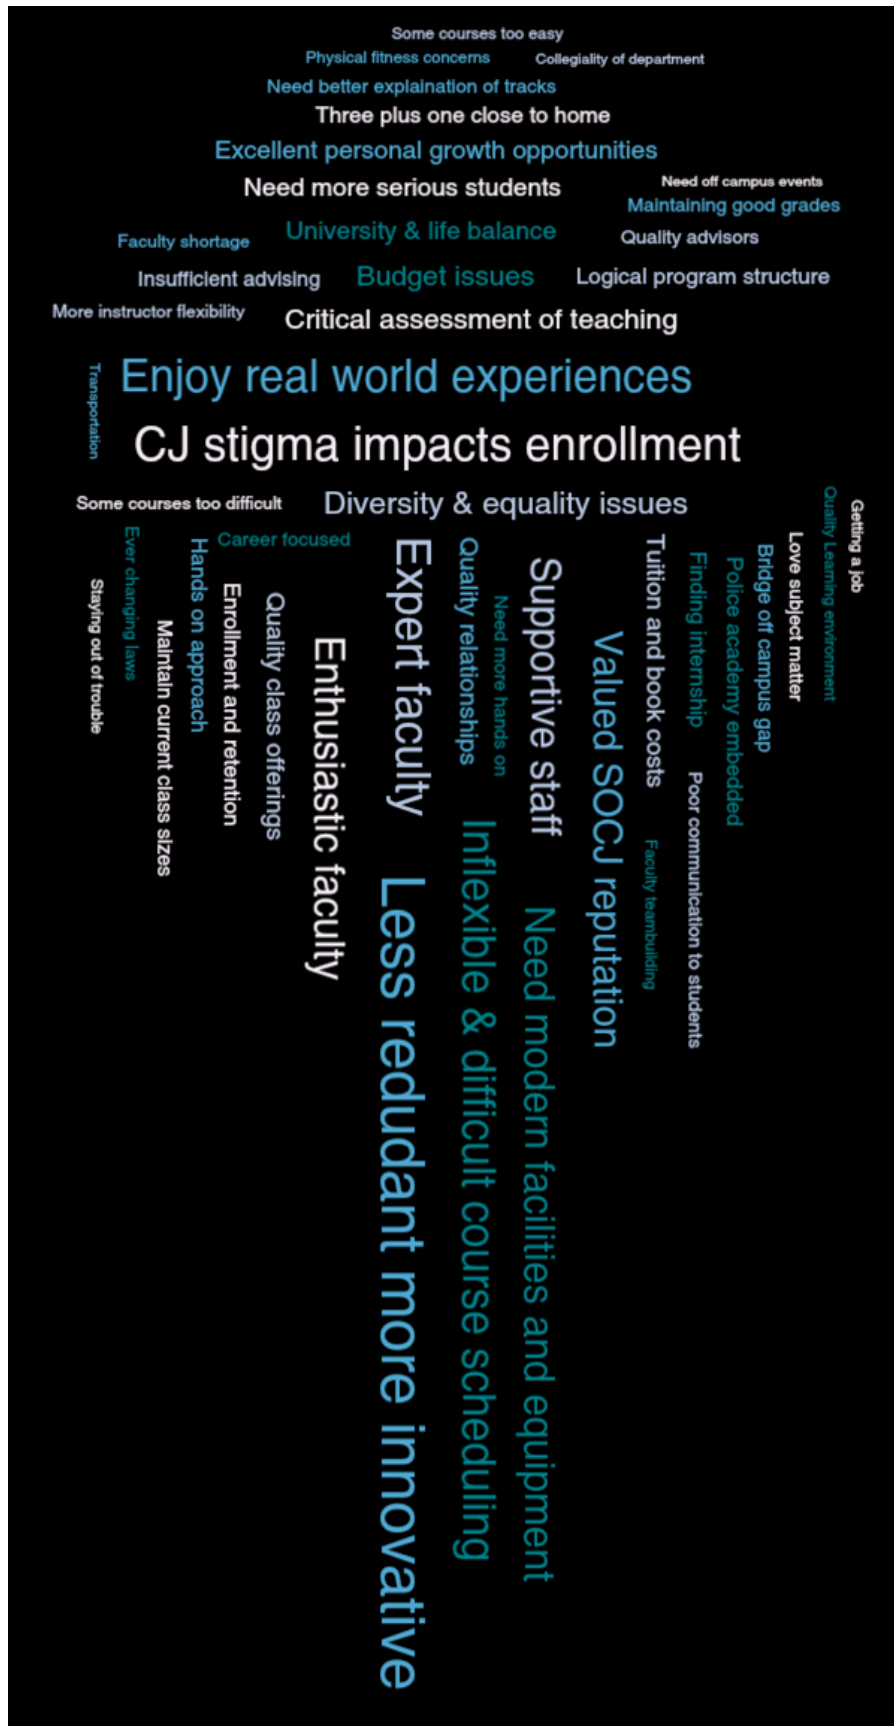 Some courses too easy
Physical fitness concerns
Collegiality of department
Need better explaination of tracks
Three plus one close to home
Excellent personal growth opportunities
Need more serious students
Need off campus events
Maintaining good grades
University & life balance
Faculty shortage
Quality advisors
Insufficient advising
Budget issues
Logical program structure
More instructor flexibility
Critical assessment of teaching
Transportation
Enjoy real world experiences
CJ stigma impacts enrollment
Some courses too difficult
Diversity & equality issues
Career focused
Staying out of trouble
Ever changing laws
Maintain current class sizes
Hands on approach
Enrollment and retention
Quality class offerings
Enthusiastic faculty
Expert faculty
Less redudant more innovative
Quality relationships
Inflexible & difficult course scheduling
Need more hands on
Supportive staff
Need modern facilities and equipment
Valued SOCJ reputation
Tuition and book costs
Faculty teambuilding
Finding internship
Poor communication to students
Police academy embedded
Bridge off campus gap
Love subject matter
Quality Learning environment
Getting a job